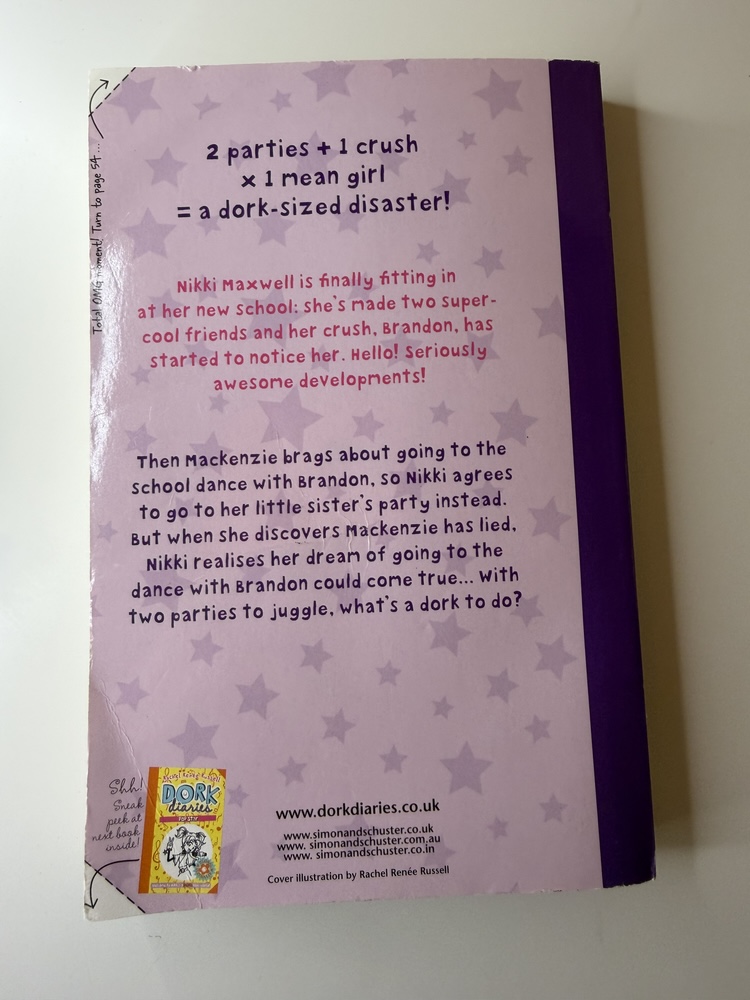 Total OMG moment! Turn to page 54...
2 parties + 1 crush
x 1 mean girl
= a dork-sized disaster!
Nikki Maxwell is finally fitting in
at her new school: she's made two super-
cool friends and her crush, Brandon, has
started to notice her. Hello! Seriously
awesome developments!
Then Mackenzie brags about going to the
school dance with Brandon, so Nikki agrees
to go to her little sister's party instead.
But when she discovers Mackenzie has lied,
Nikki realises her dream of going to the
dance with Brandon could come true... With
two parties to juggle, what's a dork to do?
Shh!
Sneak
peek at
next book
inside!
Rachel Renée Russell
DORK
diaries
POP STAR
www.dorkdiaries.co.uk
www.simonandschuster.co.uk
www. simonandschuster.com.au
www. simonandschuster.co.in
Cover illustration by Rachel Renée Russell